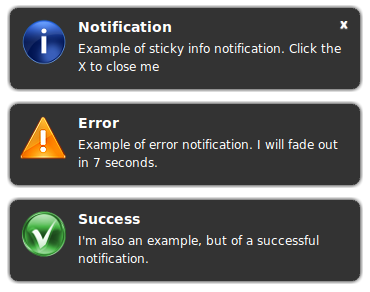 Notification
x
Example of sticky info notification. Click the
X to close me
Error
Example of error notification. I will fade out
in 7 seconds.
Success
I'm also an example, but of a successful
notification.